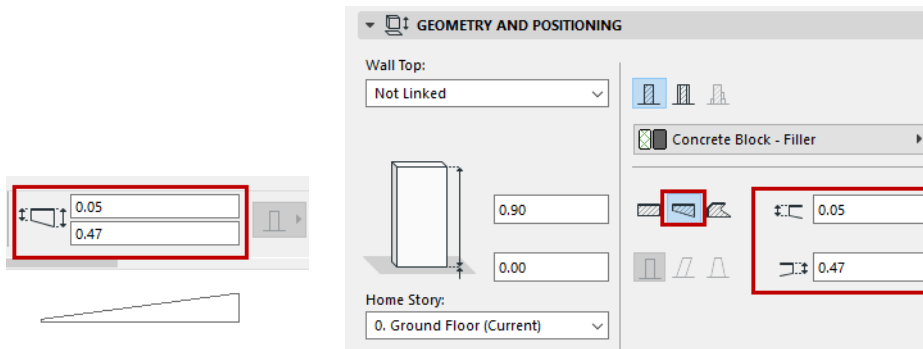 0.05
0.47
GEOMETRY AND POSITIONING
Wall Top:
Not Linked
0.90
0.00
Home Story:
0. Ground Floor (Current)
Concrete Block - Filler
0.05
0.47